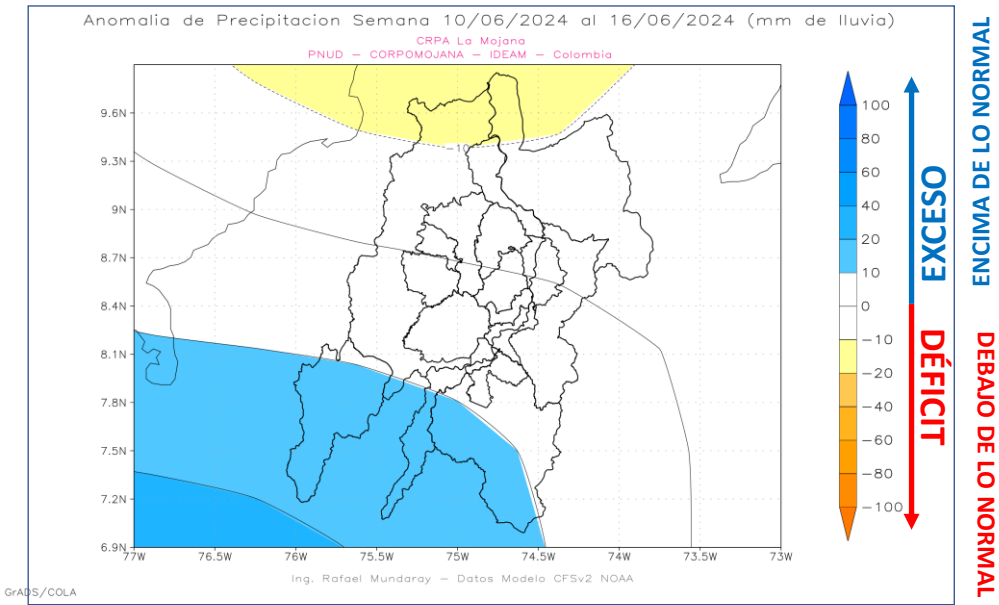 Anomalia de Precipitacion Semana 10/06/2024 al 16/06/2024 (mm de lluvia)
CRPA La Mojana
PNUD – CORPOMOJANA – IDEAM – Colombia
9.6N
9.3N
9N
8.7N
8.4N
8.1N
7.8N
7.5N
7.2N
6.9N
77W
76.5W
76W
75.5W
75W
74.5W
74W
73.5W
73W
–10
100
80
60
40
20
10
0
–10
–20
–40
–60
–80
–100
EXCESO
DÉFICIT
ENCIMA DE LO NORMAL
DEBAJO DE LO NORMAL
Ing. Rafael Mundaray – Datos Modelo CFSv2 NOAA
GrADS/COLA